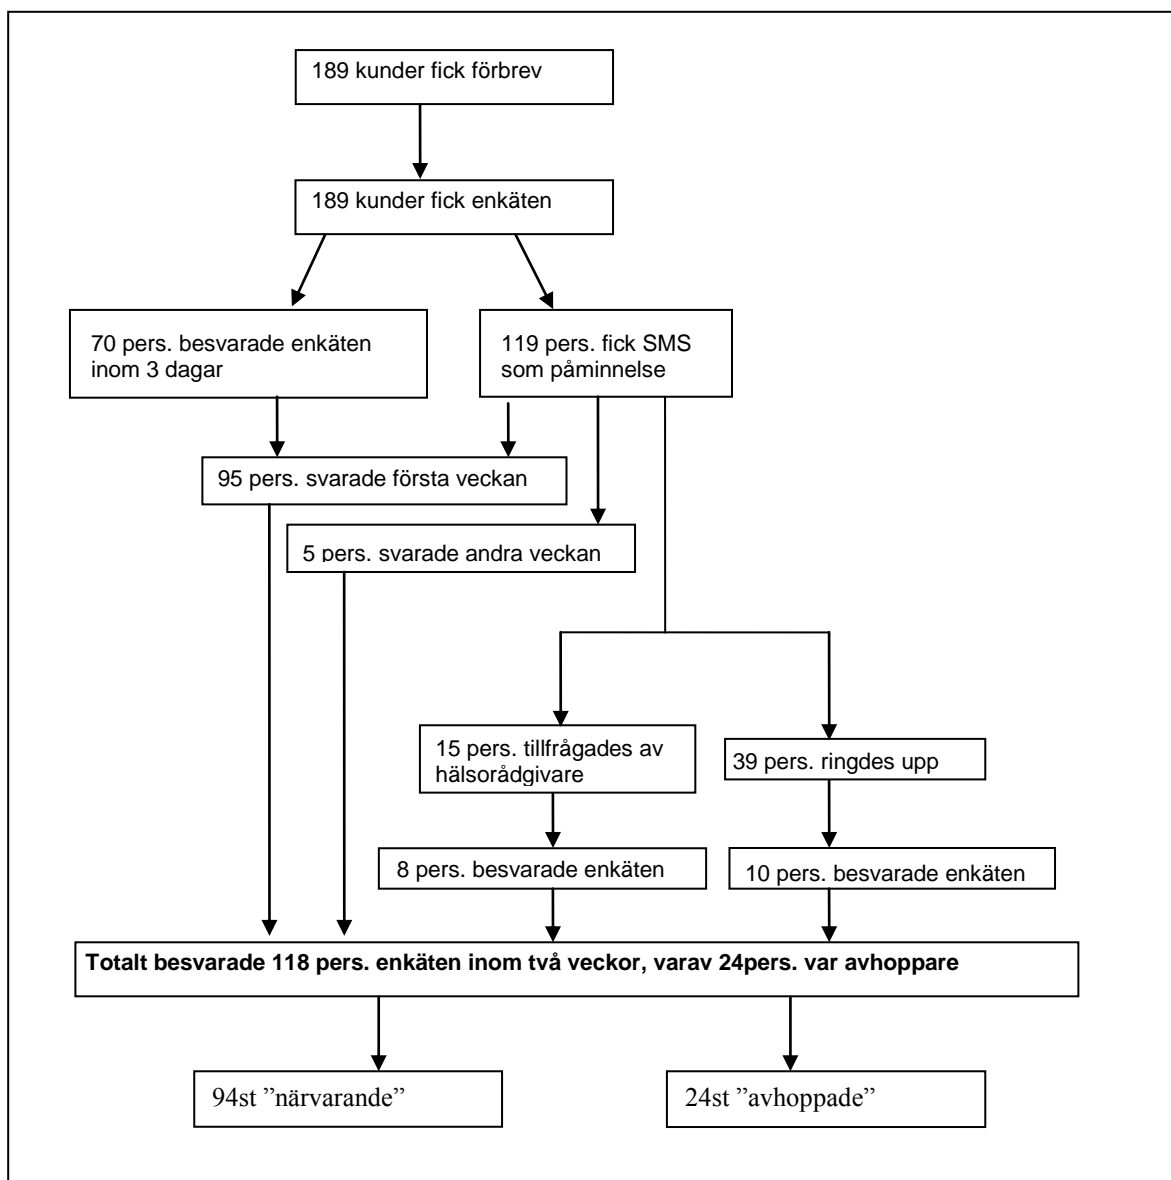 189 kunder fick förbrev
189 kunder fick enkäten
70 pers. besvarade enkäten
inom 3 dagar
119 pers. fick SMS
som påminnelse
95 pers. svarade första veckan
5 pers. svarade andra veckan
15 pers. tillfrågades av
hälsorådgivare
39 pers. ringdes upp
8 pers. besvarade enkäten
10 pers. besvarade enkäten
Totalt besvarade 118 pers. enkäten inom två veckor, varav 24pers. var avhoppare
94st ”närvarande”
24st ”avhoppade”